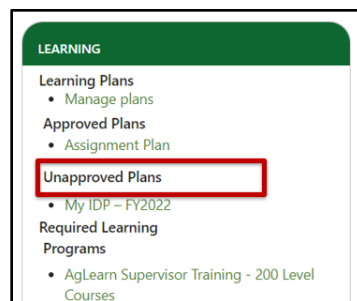 LEARNING
Learning Plans
• Manage plans
Approved Plans
• Assignment Plan
Unapproved Plans
• My IDP – FY2022
Required Learning
Programs
• AgLearn Supervisor Training - 200 Level
Courses